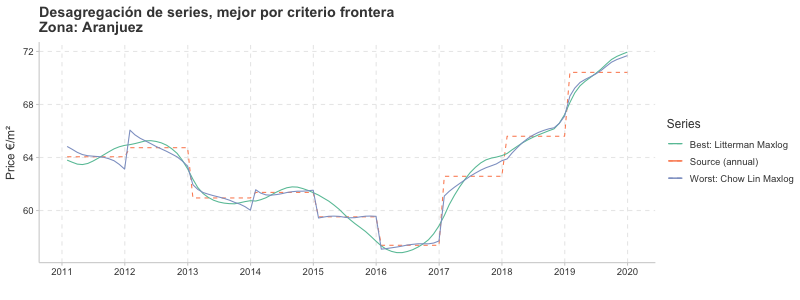 Desagregación de series, mejor por criterio frontera
Zona: Aranjuez
Price €/m²
72
68
64
60
2011 2012 2013 2014 2015 2016 2017 2018 2019 2020
Series
Best: Litterman Maxlog
Source (annual)
Worst: Chow Lin Maxlog